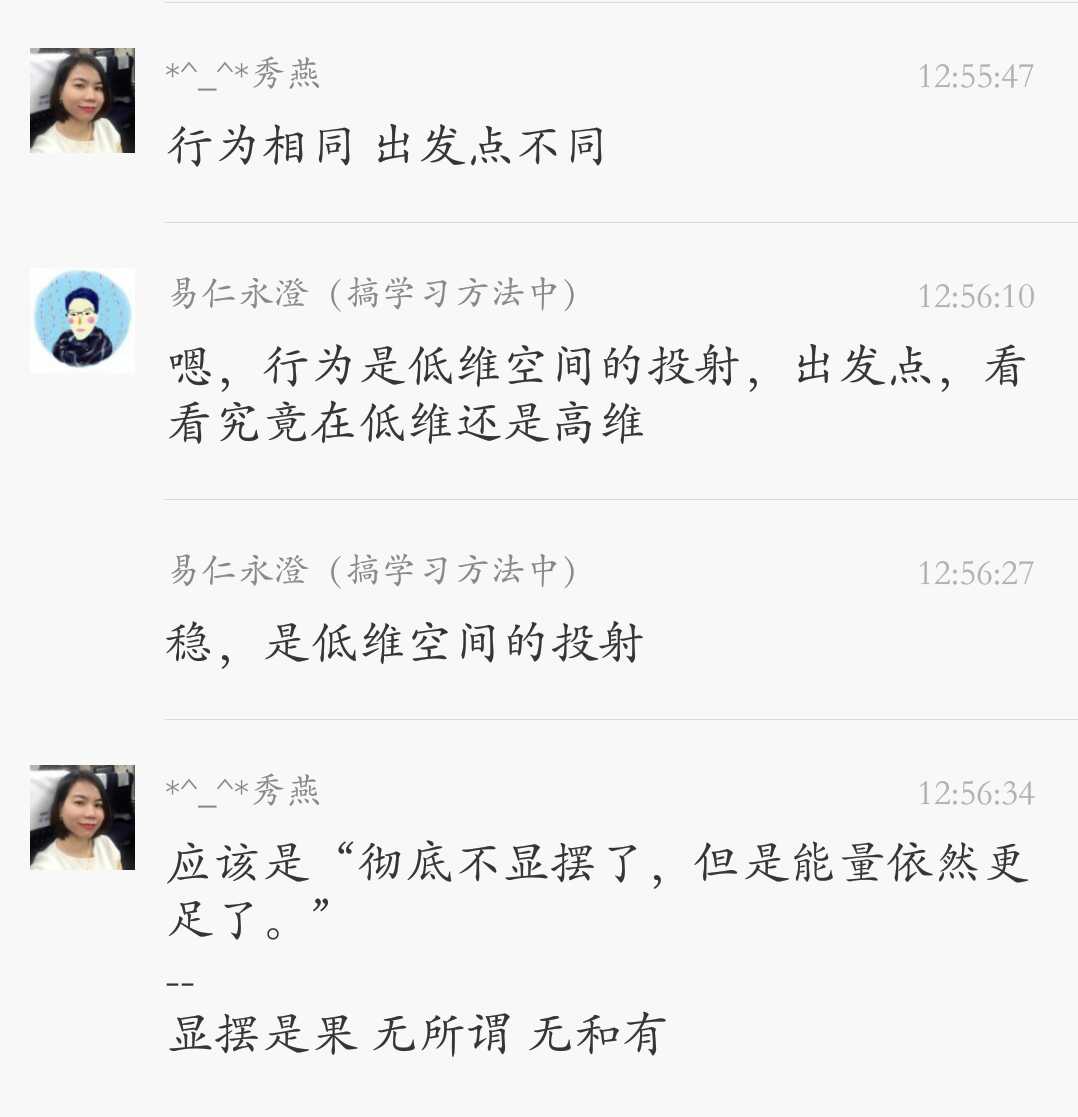 *^_^*秀燕 12:55:47
行为相同 出发点不同
易仁永澄（搞学习方法中） 12:56:10
嗯，行为是低维空间的投射，出发点，看
看究竟在低维还是高维
易仁永澄（搞学习方法中） 12:56:27
稳，是低维空间的投射
*^_^*秀燕 12:56:34
应该是“彻底不显摆了，但是能量依然更
足了。”
--
显摆是果 无所谓 无和有